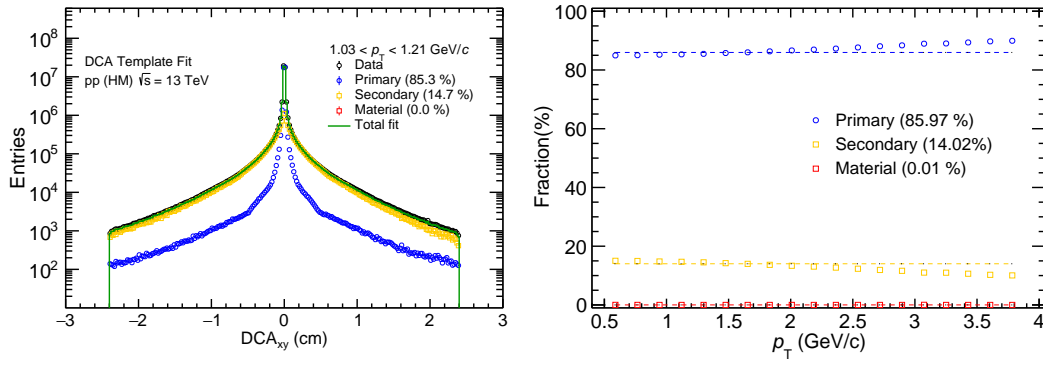 DCA Template Fit
pp (HM) √s = 13 TeV
1.03 < p_T < 1.21 GeV/c
Data
Primary (85.3 %)
Secondary (14.7 %)
Material (0.0 %)
Total fit
Entries
10^8
10^7
10^6
10^5
10^4
10^3
10^2
−3 −2 −1 0 1 2 3
DCA_xy (cm)
Fraction(%)
100
80
60
40
20
0
Primary (85.97 %)
Secondary (14.02%)
Material (0.01 %)
0.5 1 1.5 2 2.5 3 3.5 4
p_T (GeV/c)